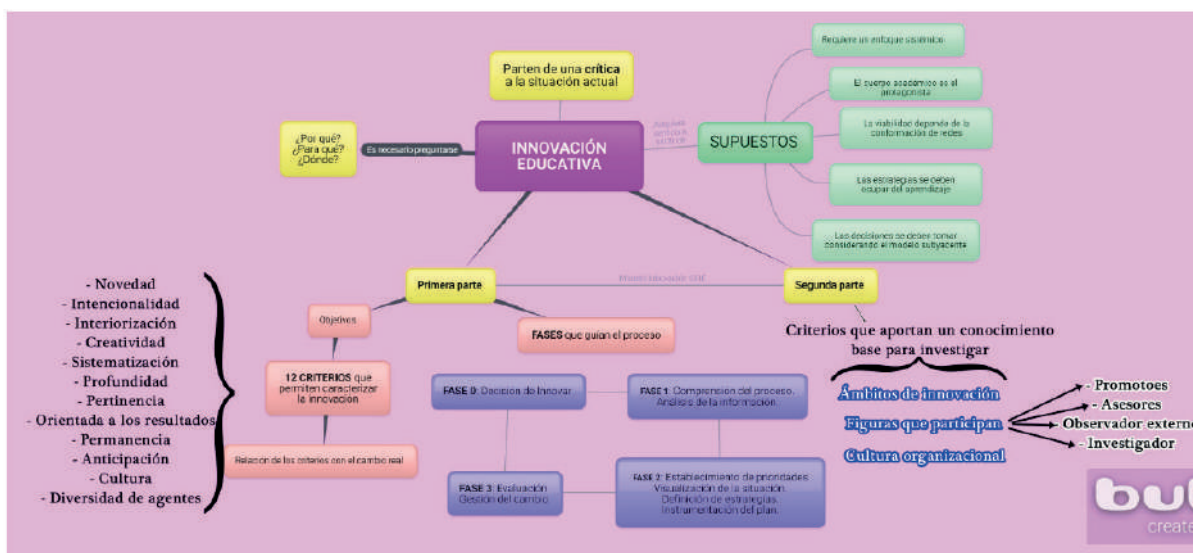 Parten de una crítica
a la situación actual
¿Por qué?
¿Para qué?
¿Dónde?
Es necesario preguntarse
INNOVACIÓN
EDUCATIVA
SUPUESTOS
Requiere un enfoque sistémico
El cuerpo académico es el
protagonista
La viabilidad depende de la
conformación de redes
Las estrategias se deben
ocupar del aprendizaje
Las decisiones se deben tomar
considerando el modelo subyacente
Primera parte
Segunda parte
- Novedad
- Intencionalidad
- Interiorización
- Creatividad
- Sistematización
- Profundidad
- Pertinencia
- Orientada a los resultados
- Permanencia
- Anticipación
- Cultura
- Diversidad de agentes
Objetivos
12 CRITERIOS que
permiten caracterizar
la innovación
Relación de los criterios con el cambio real
FASES que guían el proceso
FASE 0: Decisión de Innovar
FASE 1: Comprensión del proceso.
Análisis de la información.
FASE 3: Evaluación
Gestión del cambio
FASE 2: Establecimiento de prioridades
Visualización de la situación.
Definición de estrategias.
Instrumentación del plan.
Criterios que aportan un conocimiento
base para investigar
Ámbitos de innovación
Figuras que participan
Cultura organizacional
- Promotoes
- Asesores
- Observador externo
- Investigador
bub
create